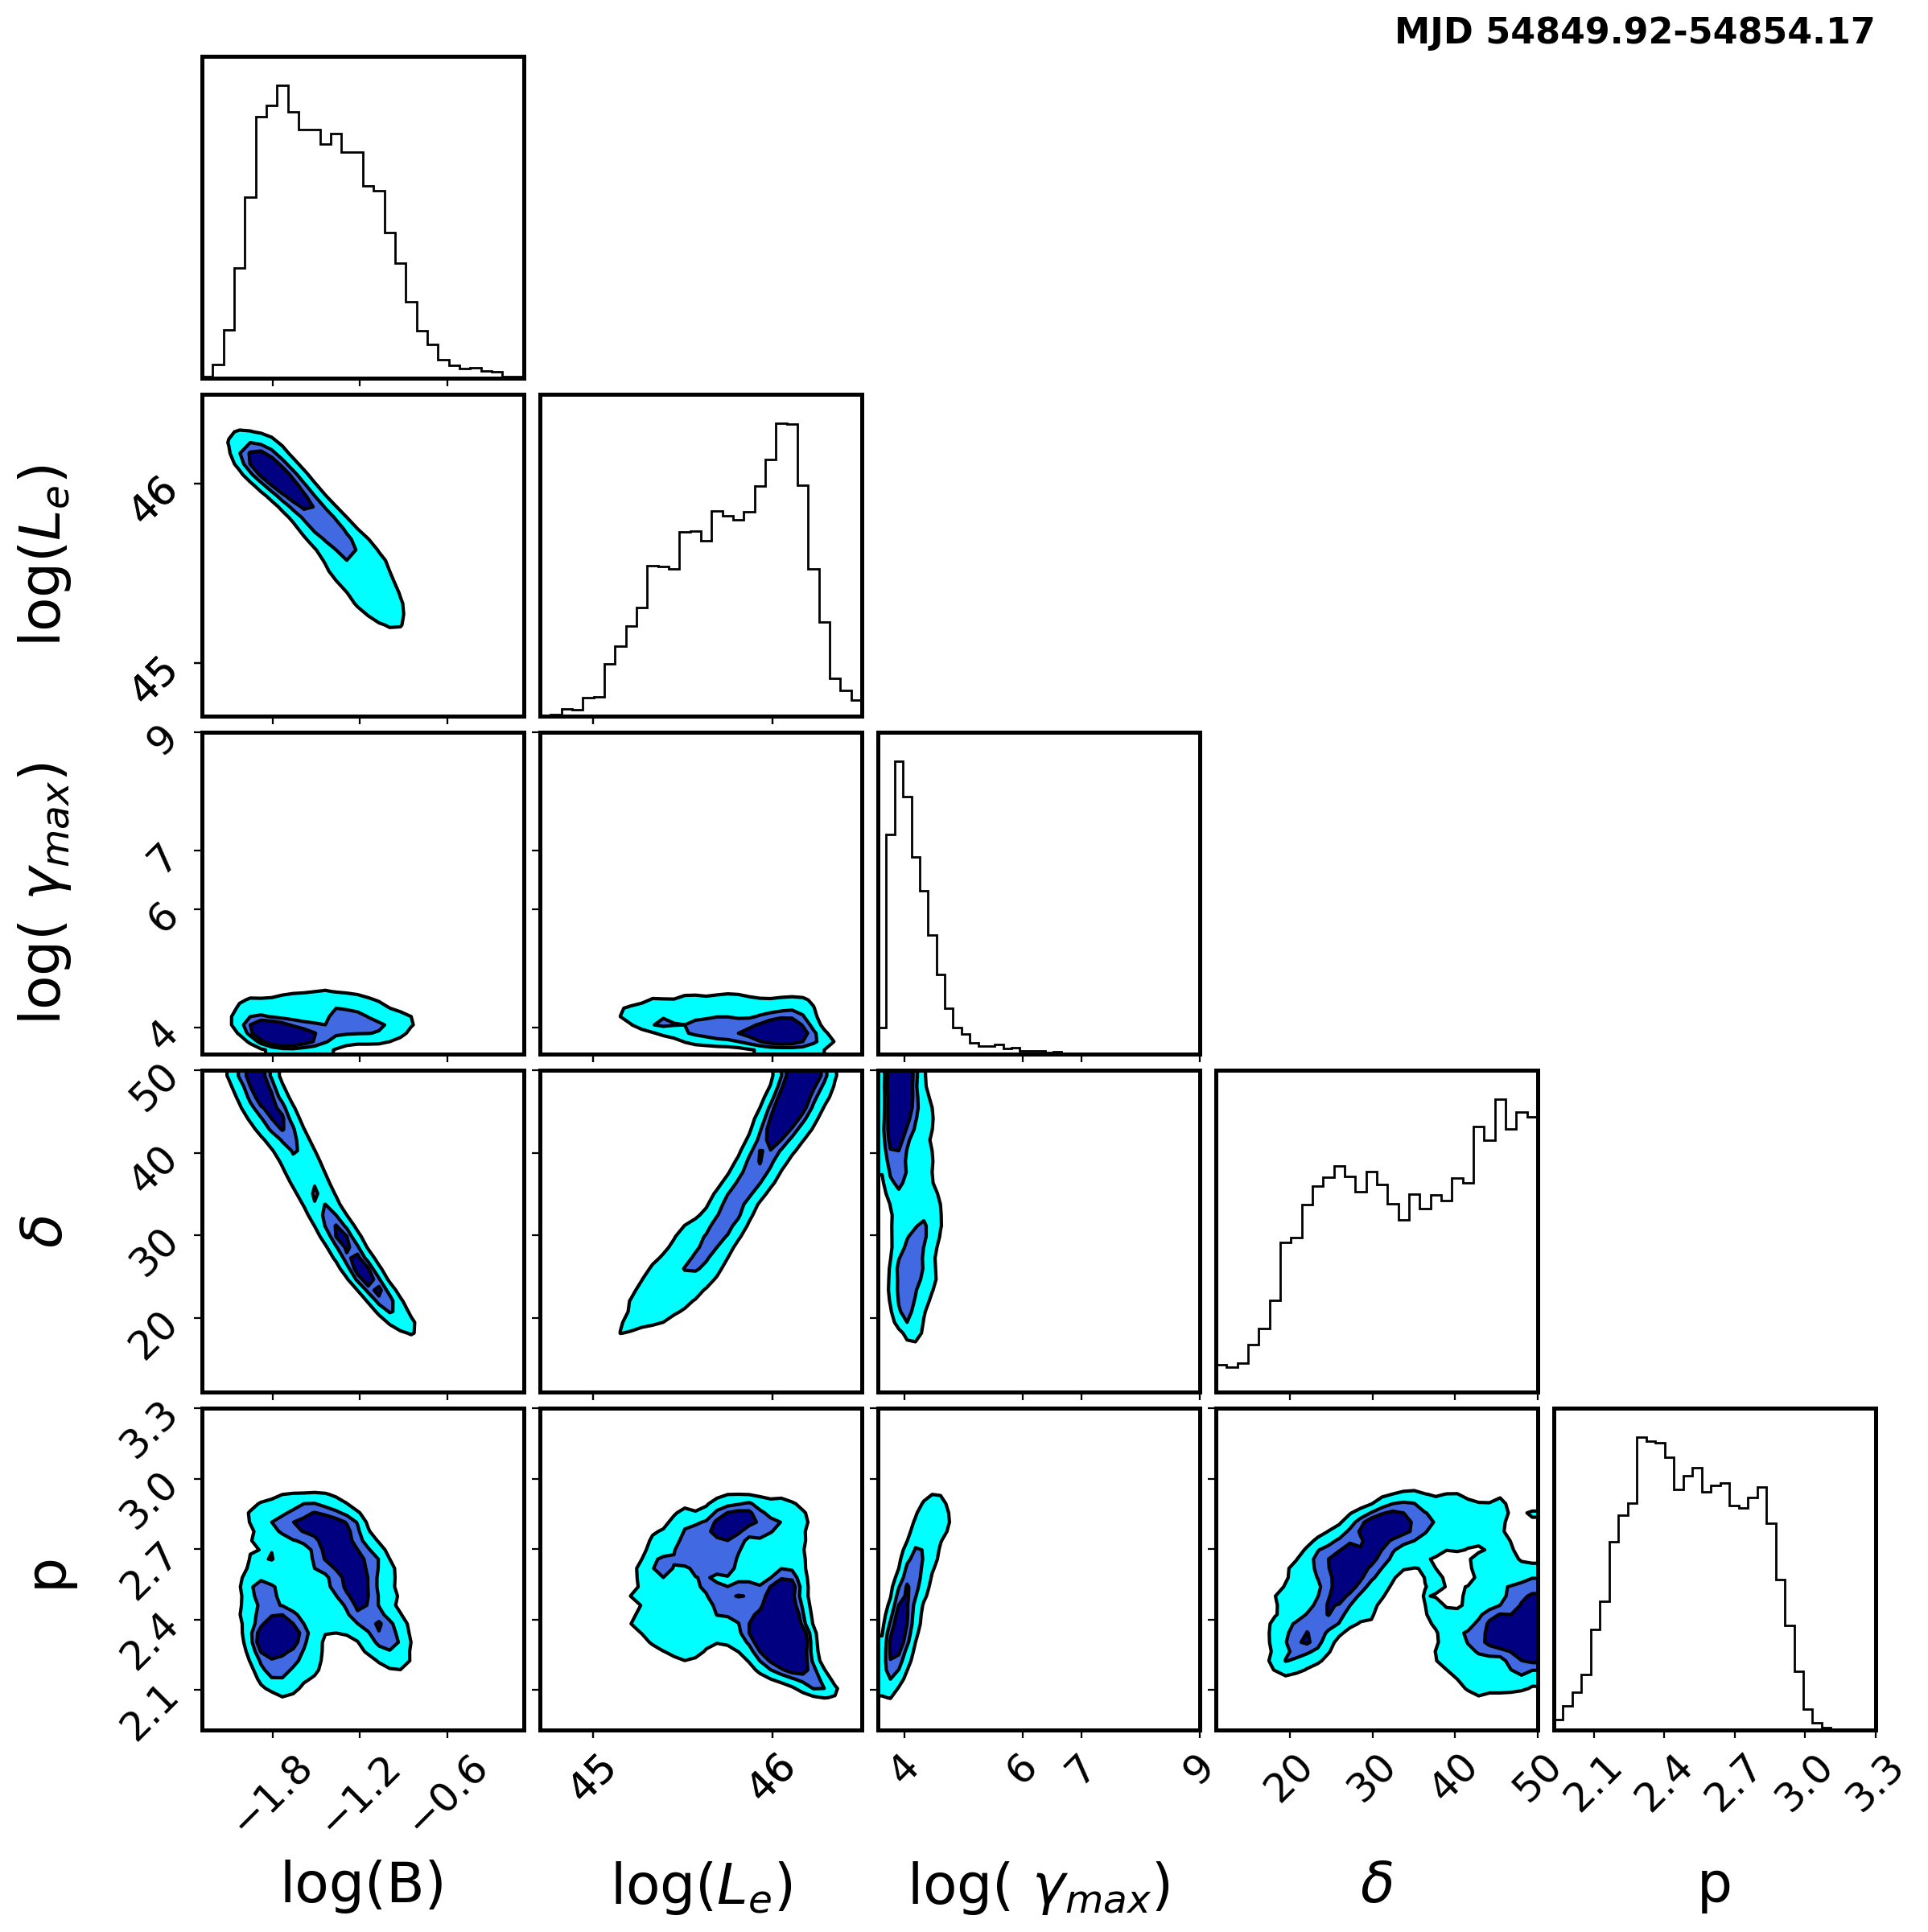 MJD 54849.92-54854.17
log(Lₑ)
46
45
log( γₘₐₓ)
9
7
6
4
δ
50
40
30
20
p
3.3
3.0
2.7
2.4
2.1
−1.8 −1.2 −0.6 45 46 4 6 7 9 20 30 40 50 2.1 2.4 2.7 3.0 3.3
log(B) log(Lₑ) log( γₘₐₓ) δ p